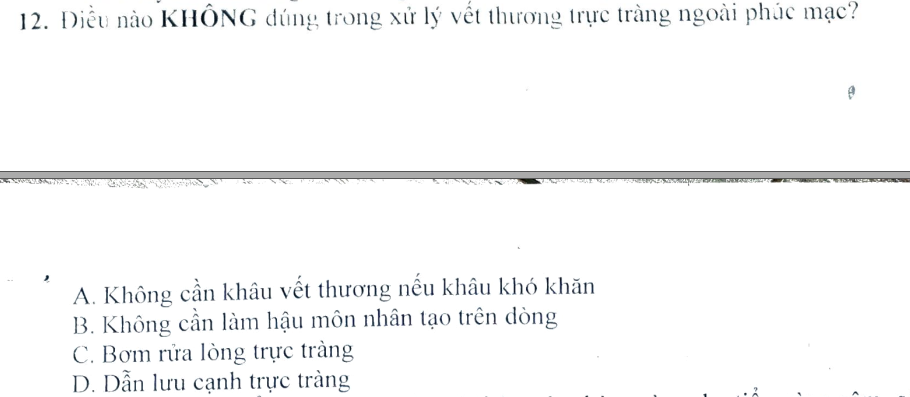 12. Điều nào KHÔNG đúng trong xử lý vết thương trực tràng ngoài phúc mạc?
A. Không cần khâu vết thương nếu khâu khó khăn
B. Không cần làm hậu môn nhân tạo trên dòng
C. Bơm rửa lòng trực tràng
D. Dẫn lưu cạnh trực tràng